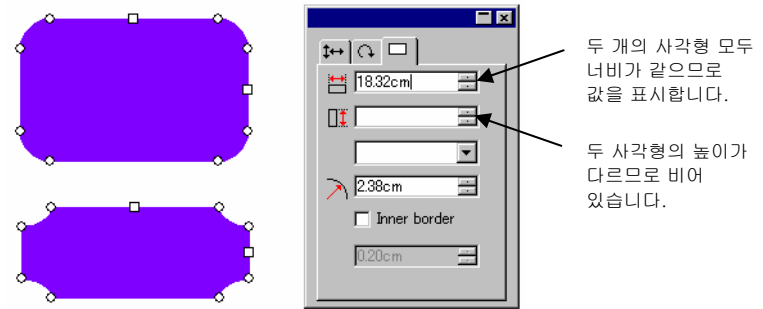 18.32cm
2.38cm
Inner border
0.20cm
두 개의 사각형 모두
너비가 같으므로
값을 표시합니다.
두 사각형의 높이가
다르므로 비어
있습니다.